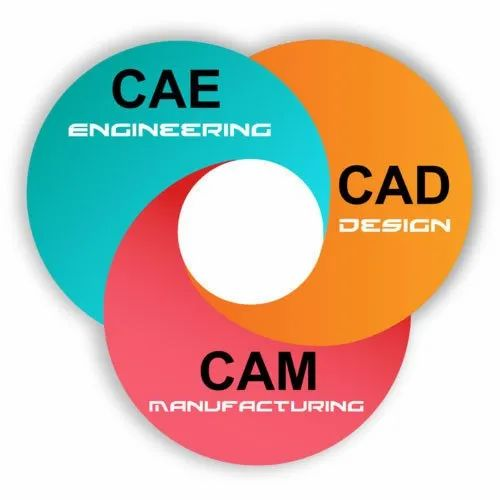 CAE
ENGINEERING
CAD
DESIGN
CAM
MANUFACTURING